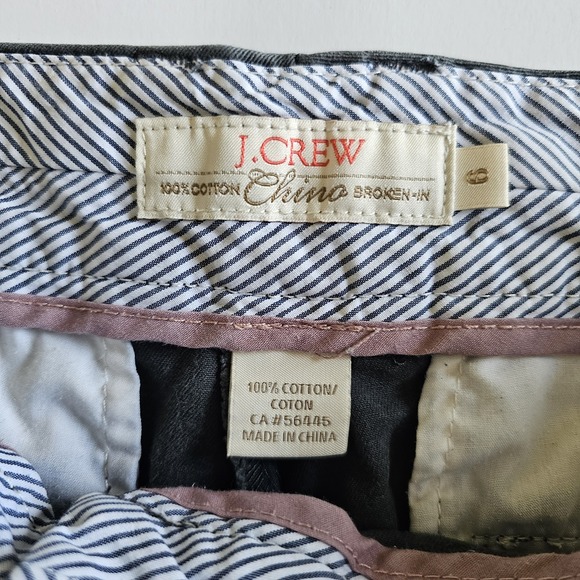 J.CREW
100% COTTON Chino BROKEN-IN
6
100% COTTON/
COTON
CA #56445
MADE IN CHINA